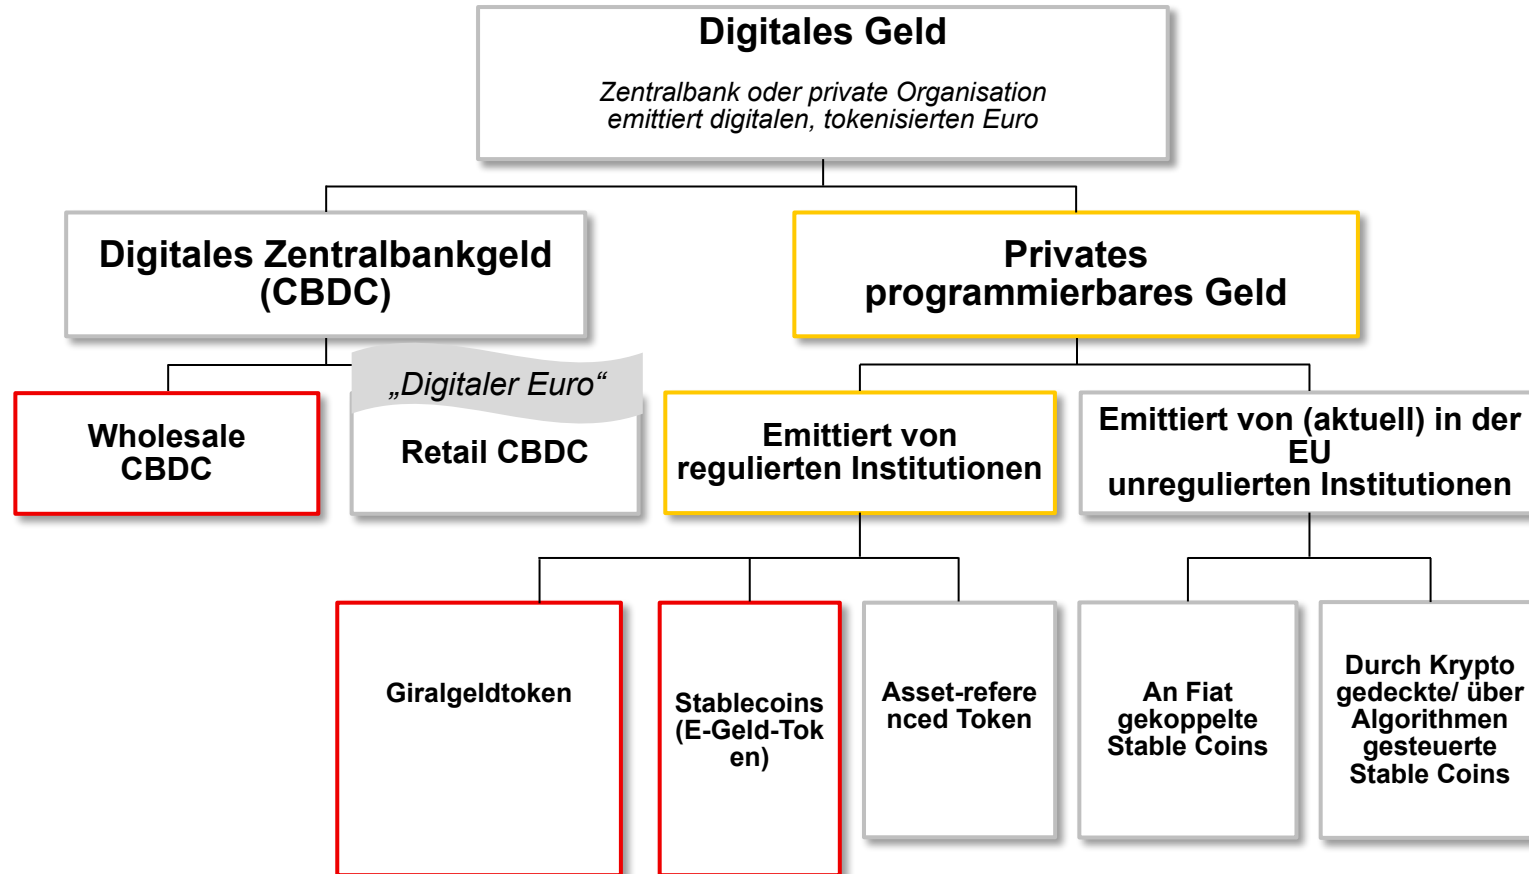 Digitales Geld
Zentralbank oder private Organisation
emittiert digitalen, tokenisierten Euro
Digitales Zentralbankgeld
(CBDC)
Privates
programmierbares Geld
„Digitaler Euro“
Wholesale
CBDC
Retail CBDC
Emittiert von
regulierten Institutionen
Emittiert von (aktuell) in der
EU
unregulierten Institutionen
Giralgeldtoken
Stablecoins
(E-Geld-Tok
en)
Asset-refere
nced Token
An Fiat
gekoppelte
Stable Coins
Durch Krypto
gedeckte/ über
Algorithmen
gesteuerte
Stable Coins